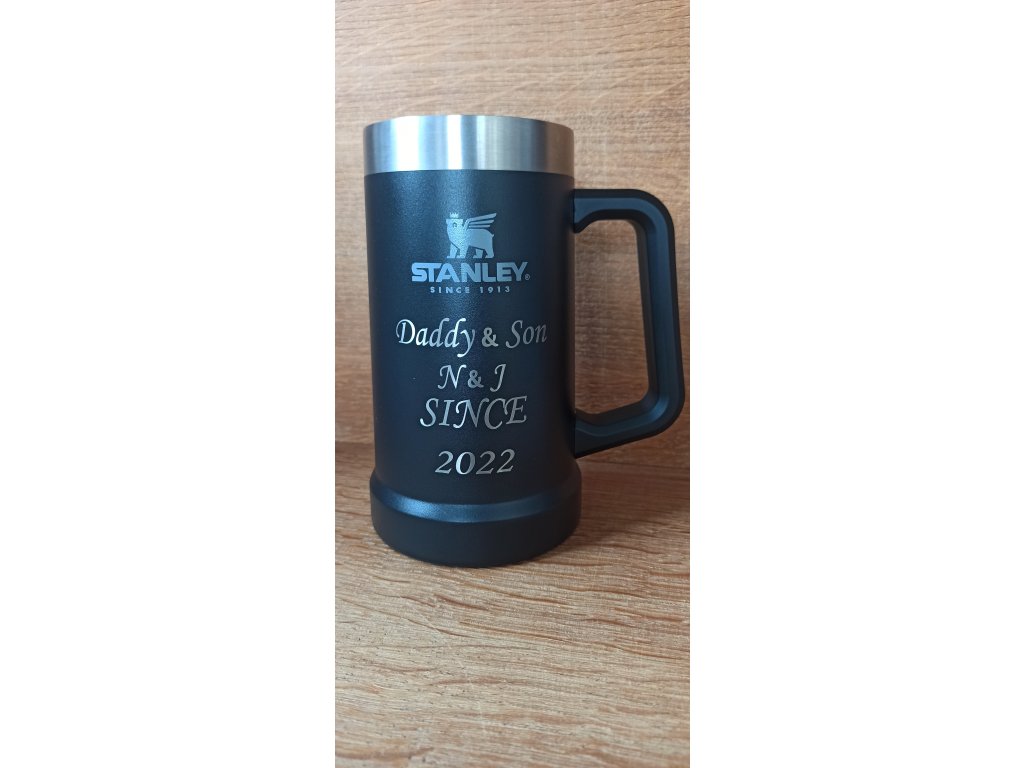 STANLEY®
SINCE 1913
Daddy & Son
N & J
SINCE
2022